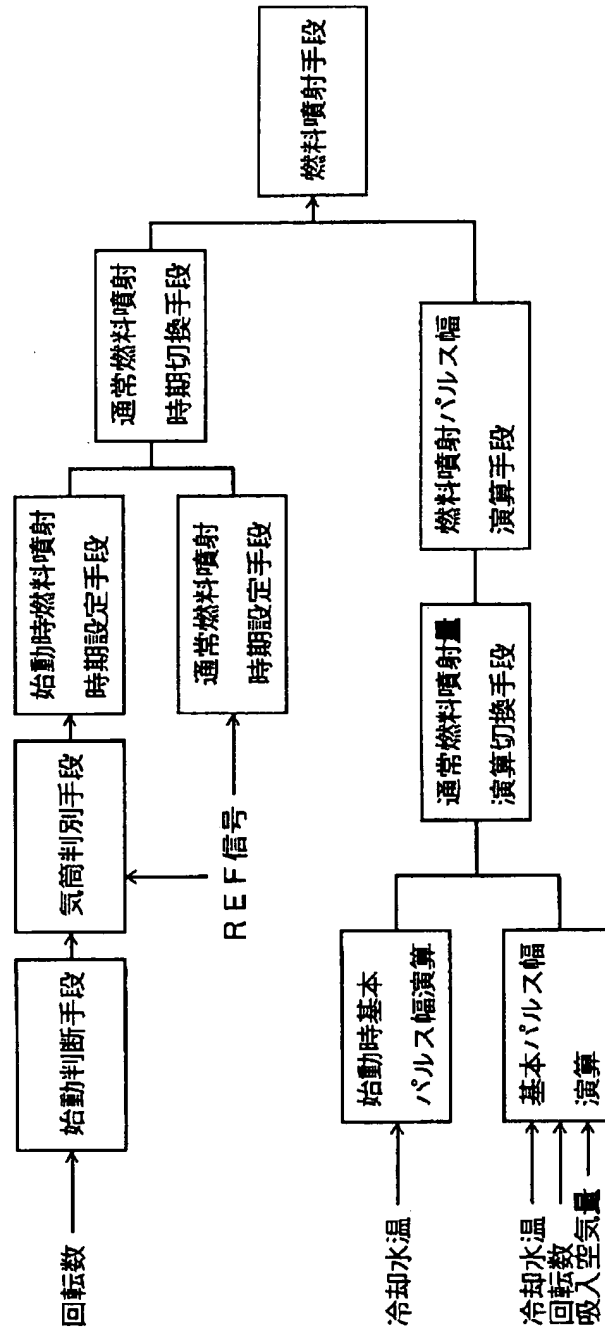 回転数
始動判断手段
気筒判別手段
始動時燃料噴射
時期設定手段
REF信号
通常燃料噴射
時期設定手段
通常燃料噴射
時期切換手段
燃料噴射手段
冷却水温
始動時基本
パルス幅演算
冷却水温
回転数
吸入空気量
基本パルス幅
演算
通常燃料噴射量
演算切換手段
燃料噴射パルス幅
演算手段